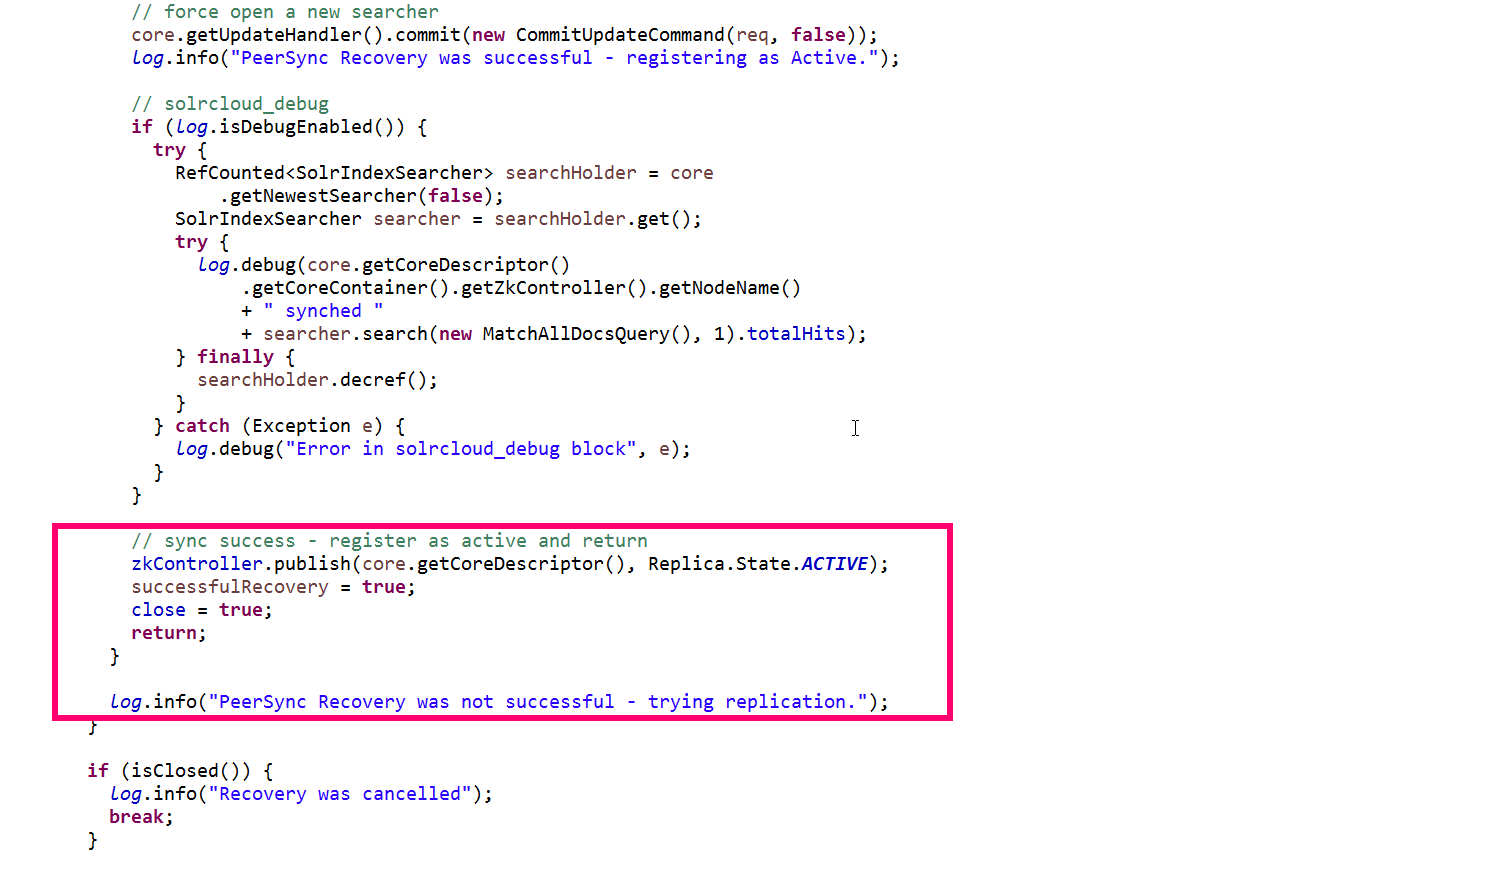 // force open a new searcher
core.getUpdateHandler().commit(new CommitUpdateCommand(req, false));
log.info("PeerSync Recovery was successful - registering as Active.");
// solrcloud_debug
if (log.isDebugEnabled()) {
try {
RefCounted<SolrIndexSearcher> searchHolder = core
.getNewestSearcher(false);
SolrIndexSearcher searcher = searchHolder.get();
try {
log.debug(core.getCoreDescriptor()
.getCoreContainer().getZkController().getNodeName()
+ " synched "
+ searcher.search(new MatchAllDocsQuery(), 1).totalHits);
} finally {
searchHolder.decref();
}
} catch (Exception e) {
log.debug("Error in solrcloud_debug block", e);
}
}
// sync success - register as active and return
zkController.publish(core.getCoreDescriptor(), Replica.State.ACTIVE);
successfulRecovery = true;
close = true;
return;
}
log.info("PeerSync Recovery was not successful - trying replication.");
}
if (isClosed()) {
log.info("Recovery was cancelled");
break;
}